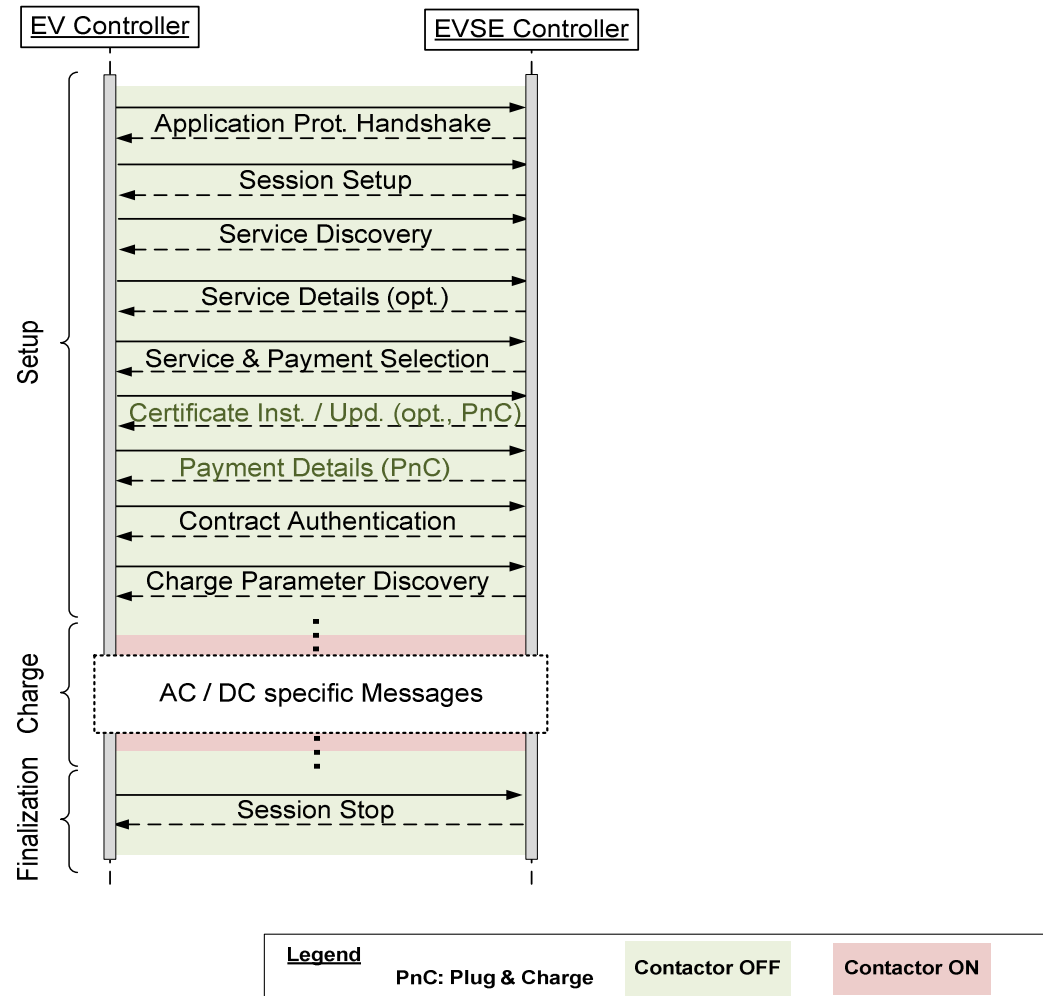 EV Controller
EVSE Controller
Setup
Application Prot. Handshake
Session Setup
Service Discovery
Service Details (opt.)
Service & Payment Selection
Certificate Inst. / Upd. (opt., PnC)
Payment Details (PnC)
Contract Authentication
Charge Parameter Discovery
Charge
AC / DC specific Messages
Finalization
Session Stop
Legend
PnC: Plug & Charge
Contactor OFF
Contactor ON